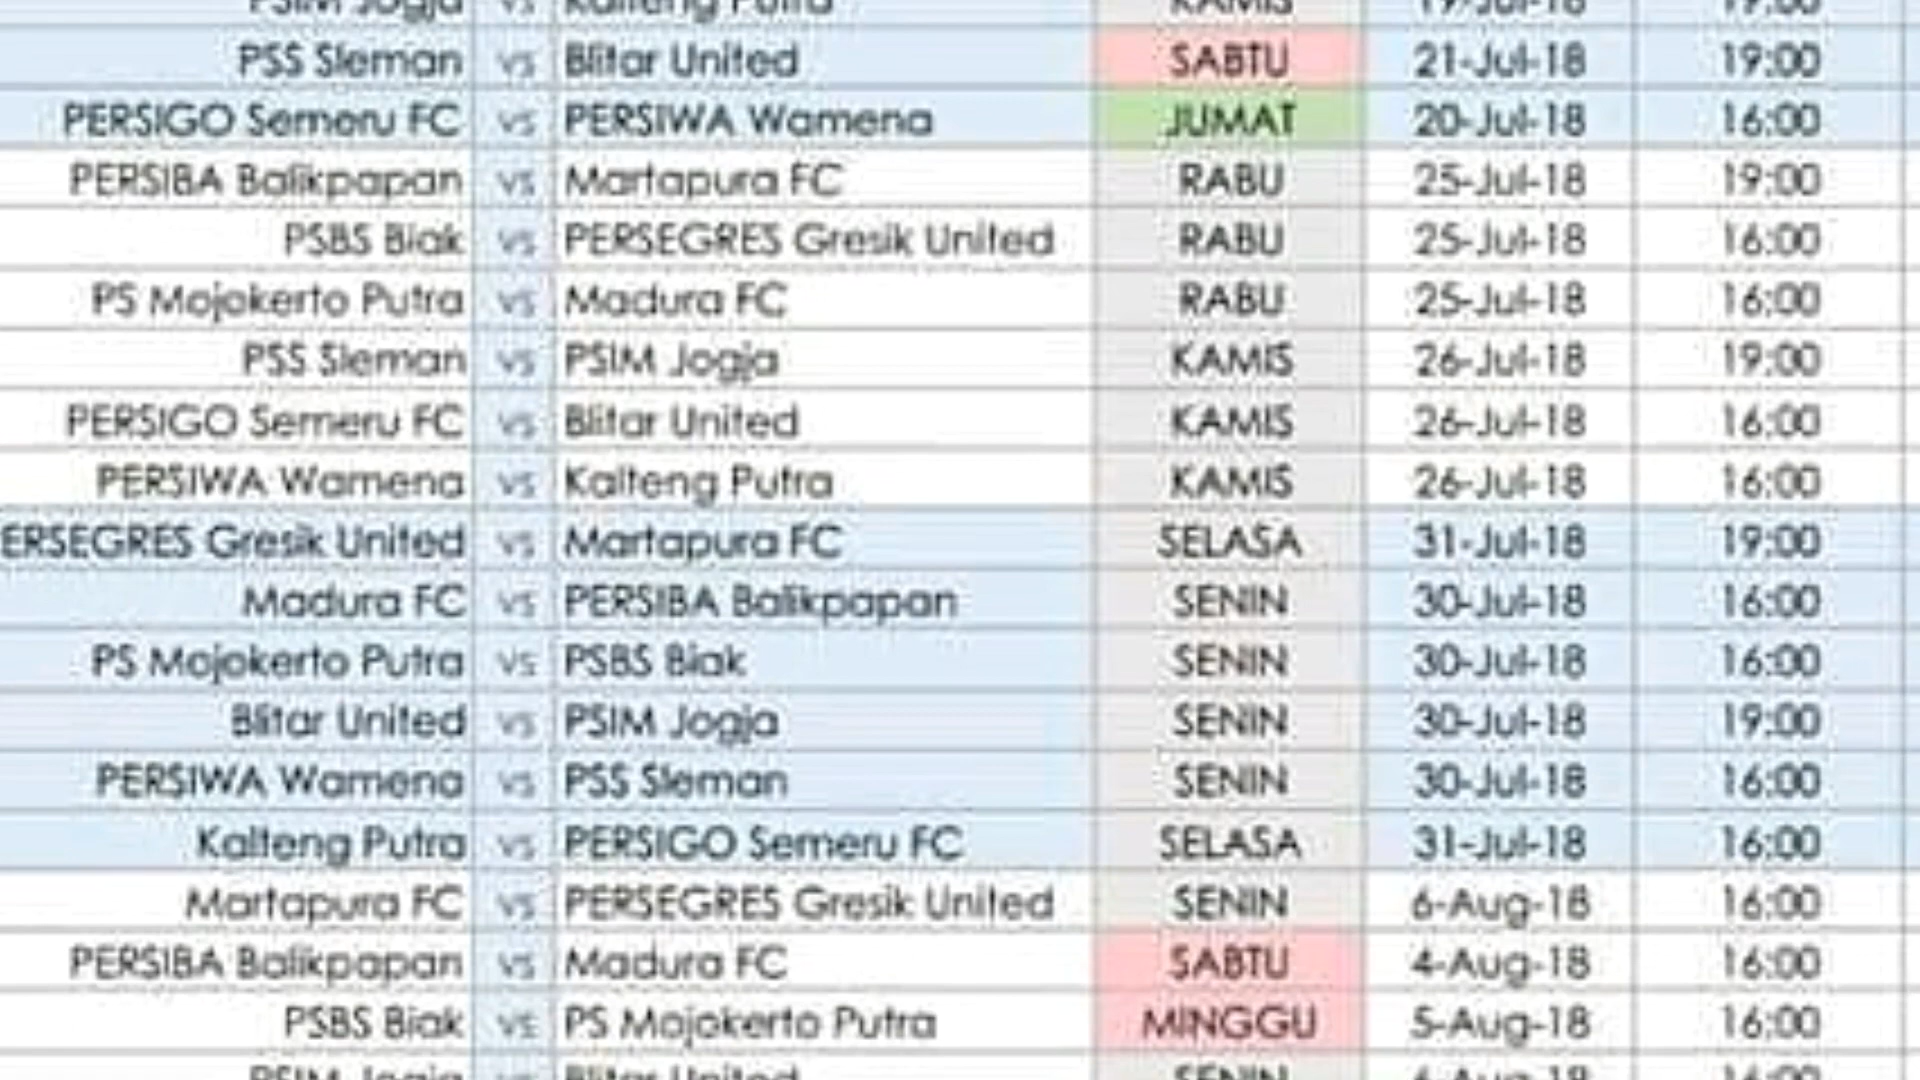 PSIM Jogja vs Kalteng Putra KAMIS 19-Jul-18 19:00
PSS Sleman vs Blitar United SABTU 21-Jul-18 19:00
PERSIGO Semeru FC vs PERSIWA Wamena JUMAT 20-Jul-18 16:00
PERSIBA Balikpapan vs Martapura FC RABU 25-Jul-18 19:00
PSBS Biak vs PERSEGRES Gresik United RABU 25-Jul-18 16:00
PS Mojokerto Putra vs Madura FC RABU 25-Jul-18 16:00
PSS Sleman vs PSIM Jogja KAMIS 26-Jul-18 19:00
PERSIGO Semeru FC vs Blitar United KAMIS 26-Jul-18 16:00
PERSIWA Wamena vs Kalteng Putra KAMIS 26-Jul-18 16:00
ERSEGRES Gresik United vs Martapura FC SELASA 31-Jul-18 19:00
Madura FC vs PERSIBA Balikpapan SENIN 30-Jul-18 16:00
PS Mojokerto Putra vs PSBS Biak SENIN 30-Jul-18 16:00
Blitar United vs PSIM Jogja SENIN 30-Jul-18 19:00
PERSIWA Wamena vs PSS Sleman SENIN 30-Jul-18 16:00
Kalteng Putra vs PERSIGO Semeru FC SELASA 31-Jul-18 16:00
Martapura FC vs PERSEGRES Gresik United SENIN 6-Aug-18 16:00
PERSIBA Balikpapan vs Madura FC SABTU 4-Aug-18 16:00
PSBS Biak vs PS Mojokerto Putra MINGGU 5-Aug-18 16:00
PSIM Jogja vs Blitar United SENIN 6-Aug-18